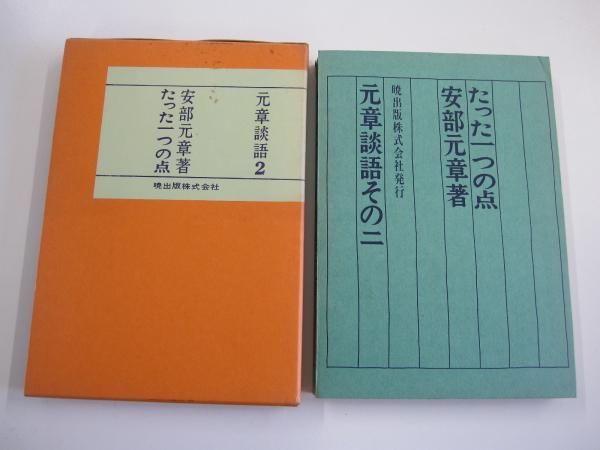 元章談語2
安部元章著
たった一つの点
暁出版株式会社
たった一つの点
安部元章著
暁出版株式会社発行
元章談語その二